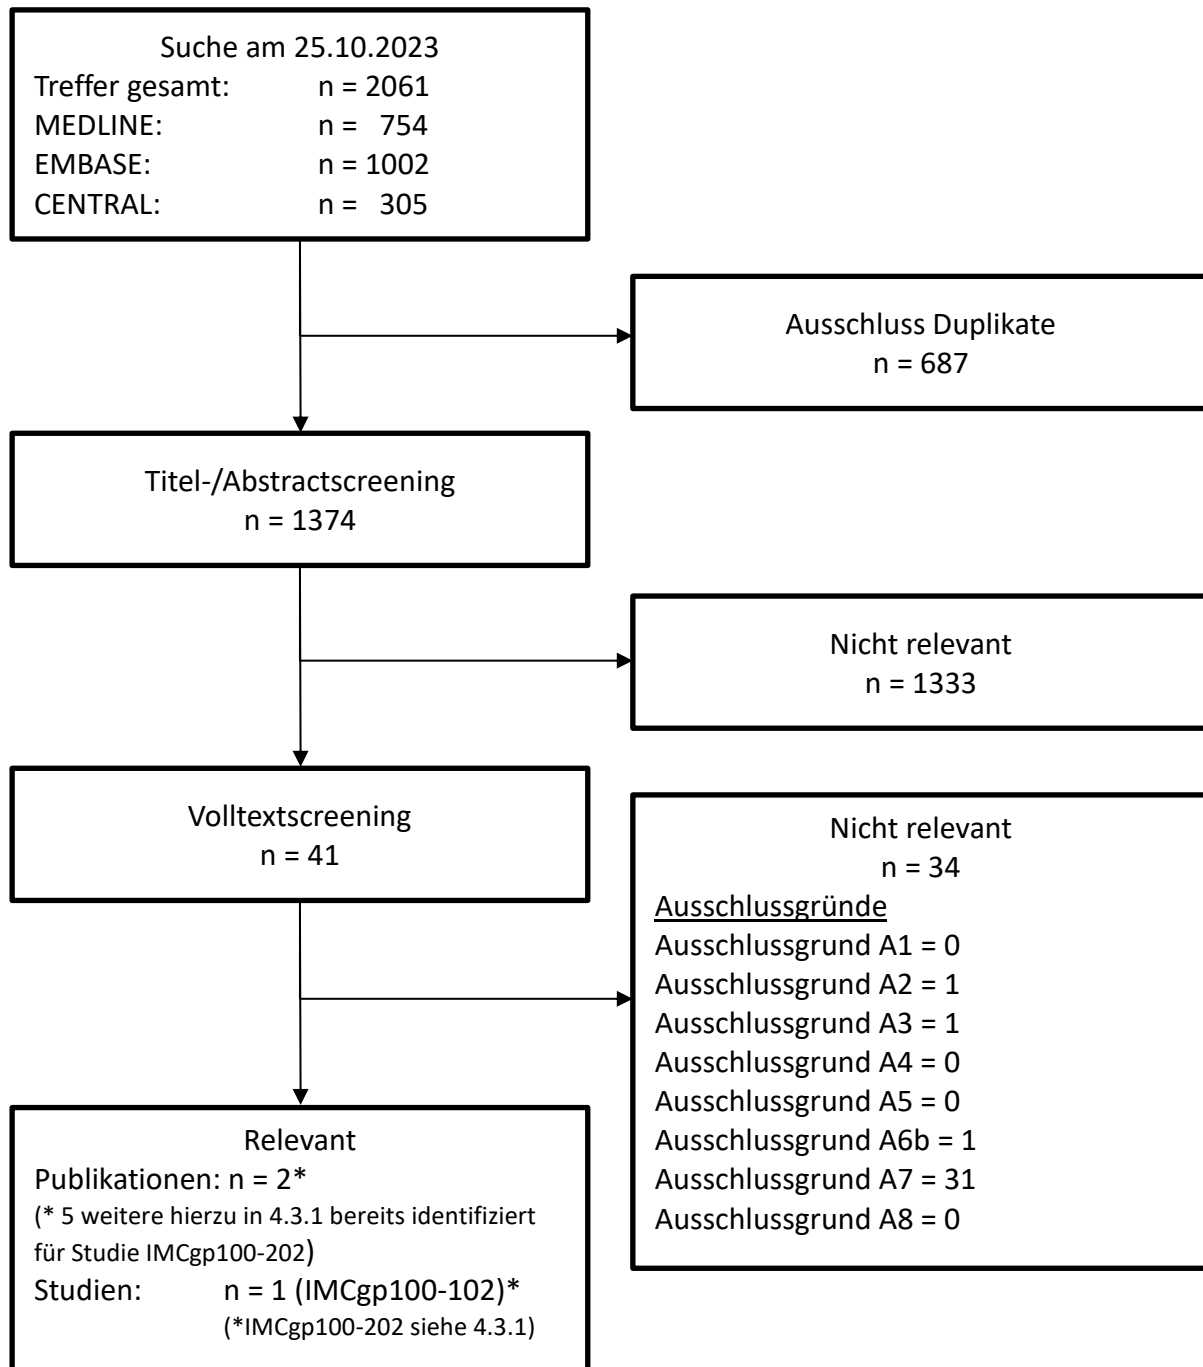 Suche am 25.10.2023
Treffer gesamt: n = 2061
MEDLINE: n = 754
EMBASE: n = 1002
CENTRAL: n = 305
Ausschluss Duplikate
n = 687
Titel-/Abstractscreening
n = 1374
Nicht relevant
n = 1333
Volltextscreening
n = 41
Nicht relevant
n = 34
Ausschlussgründe
Ausschlussgrund A1 = 0
Ausschlussgrund A2 = 1
Ausschlussgrund A3 = 1
Ausschlussgrund A4 = 0
Ausschlussgrund A5 = 0
Ausschlussgrund A6b = 1
Ausschlussgrund A7 = 31
Ausschlussgrund A8 = 0
Relevant
Publikationen: n = 2*
(* 5 weitere hierzu in 4.3.1 bereits identifiziert
für Studie IMCgp100-202)
Studien: n = 1 (IMCgp100-102)*
(*IMCgp100-202 siehe 4.3.1)